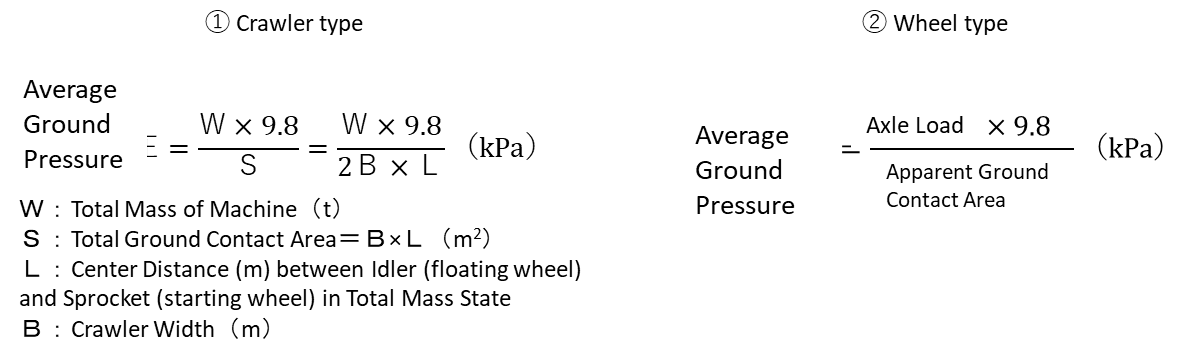 ① Crawler type
Average
Ground
Pressure
= W × 9.8 / S = W × 9.8 / 2B × L （kPa）
W : Total Mass of Machine（t）
S : Total Ground Contact Area＝B×L （m²）
L : Center Distance (m) between Idler (floating wheel)
and Sprocket (starting wheel) in Total Mass State
B : Crawler Width（m）
② Wheel type
Average
Ground
Pressure
= Axle Load × 9.8 / （kPa）
Apparent Ground
Contact Area